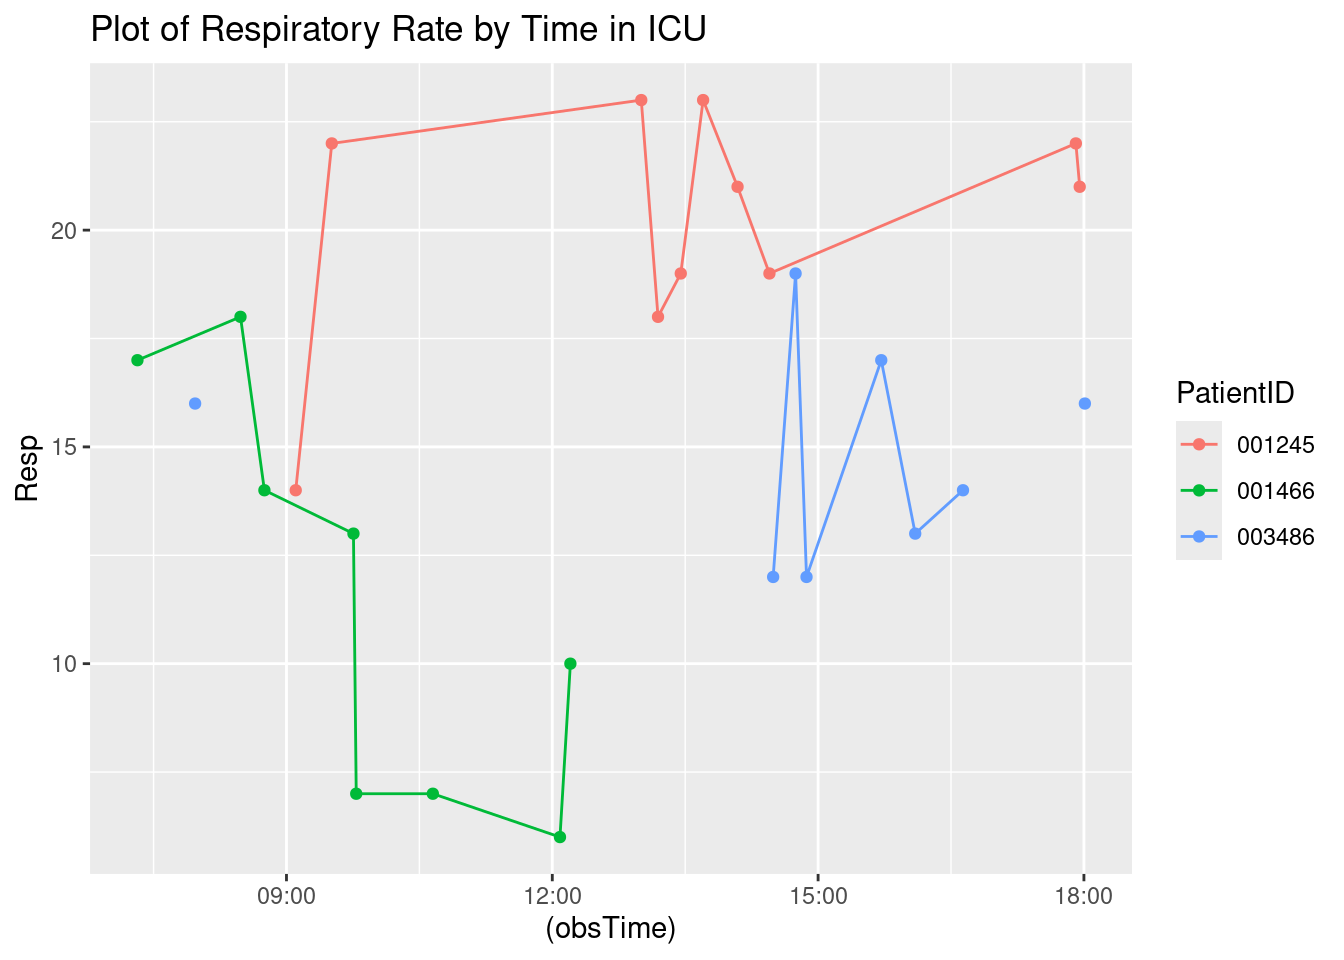 Plot of Respiratory Rate by Time in ICU
20
15
10
Resp
09:00
12:00
15:00
18:00
(obsTime)
PatientID
001245
001466
003486